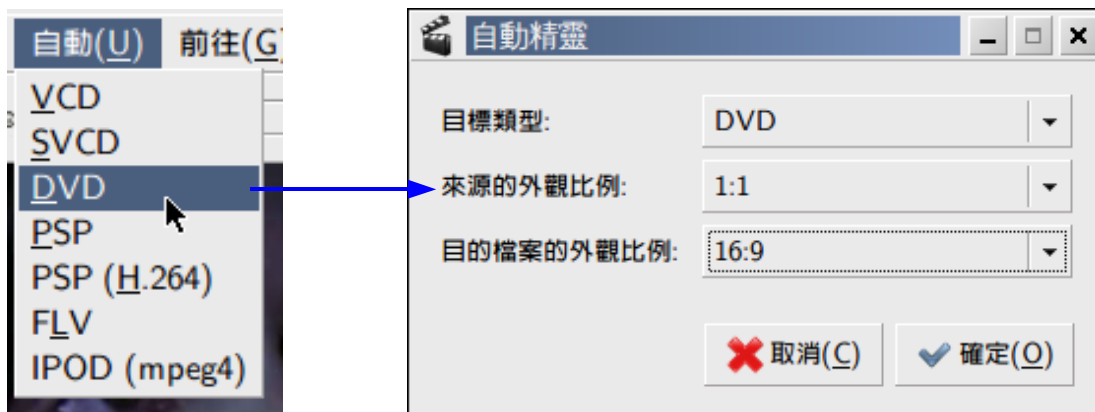 自動(U) 前往(G
VCD
SVCD
DVD
PSP
PSP (H.264)
FLV
IPOD (mpeg4)
自動精靈
目標類型: DVD
來源的外觀比例: 1:1
目的檔案的外觀比例: 16:9
取消(C) 確定(O)